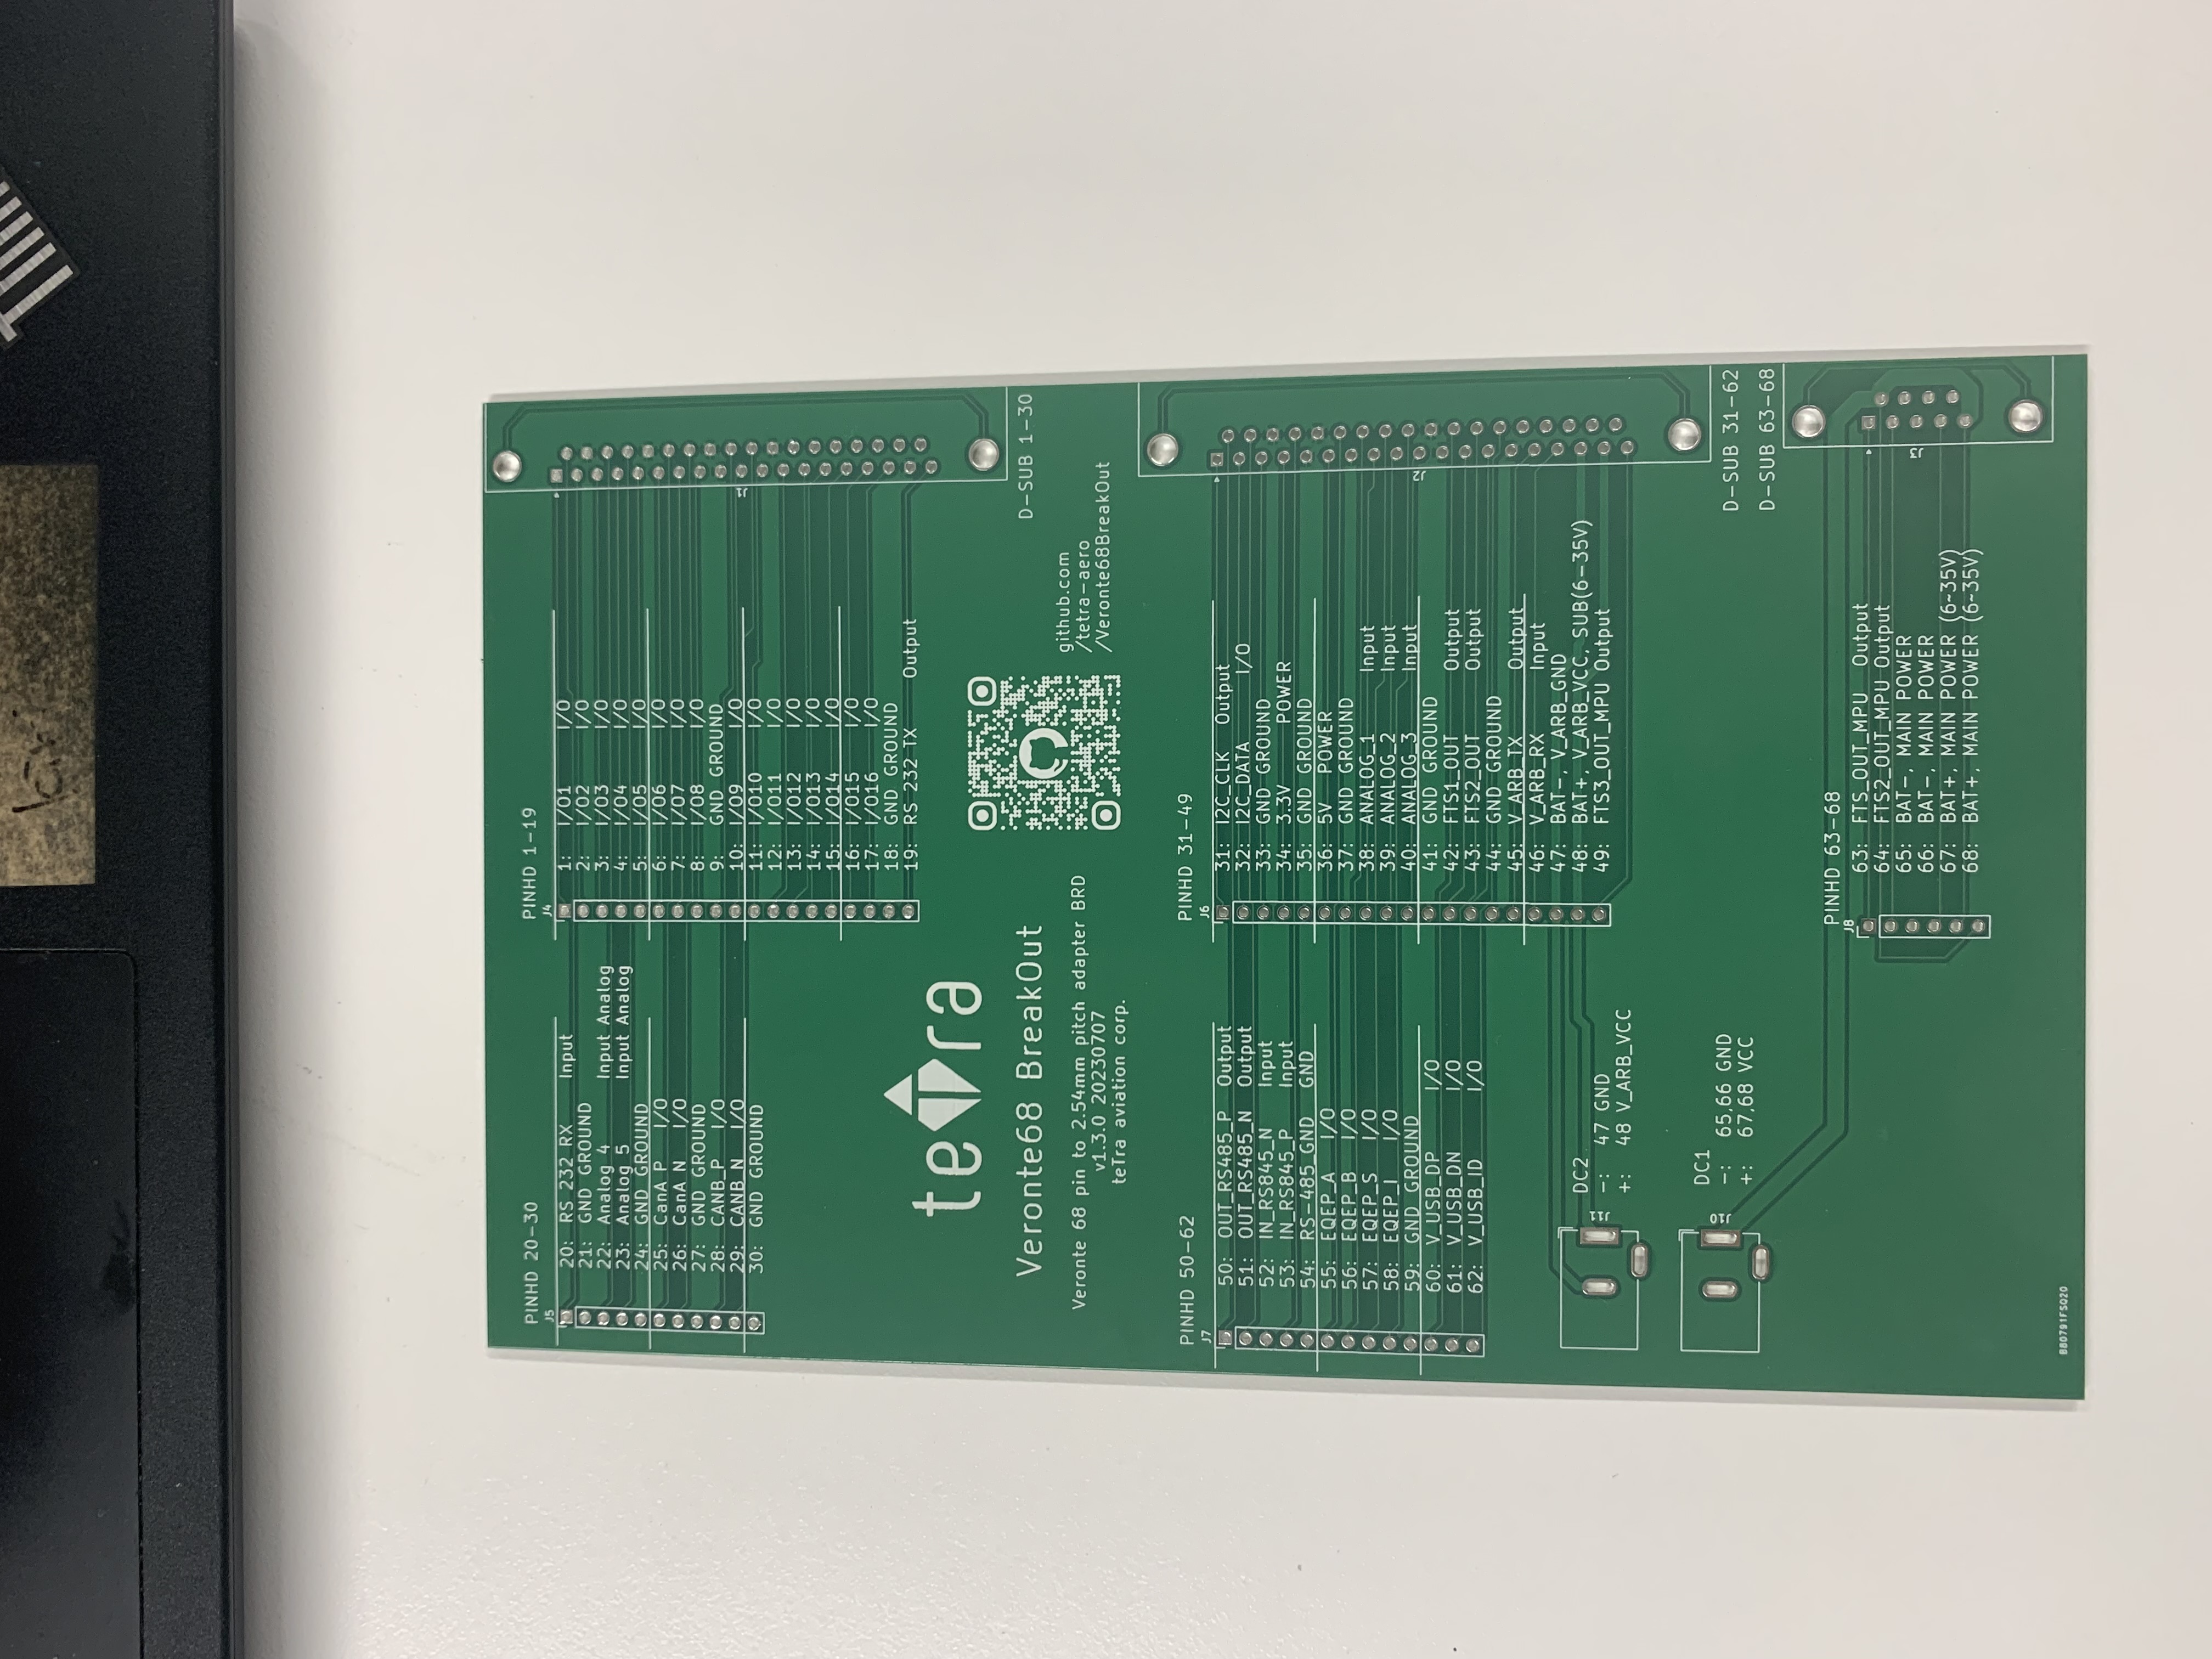 PINHD 20-30
J5
20: RS 232 RX Input
21: GND GROUND
22: Analog 4 Input Analog
23: Analog 5 Input Analog
24: GND GROUND
25: CanA P I/O
26: CanA N I/O
27: GND GROUND
28: CANB_P I/O
29: CANB_N I/O
30: GND GROUND
PINHD 1-19
J4
1: I/O1 I/O
2: I/O2 I/O
3: I/O3 I/O
4: I/O4 I/O
5: I/O5 I/O
6: I/O6 I/O
7: I/O7 I/O
8: I/O8 I/O
9: GND GROUND
10: I/O9 I/O
11: I/O10 I/O
12: I/O11 I/O
13: I/O12 I/O
14: I/O13 I/O
15: I/O14 I/O
16: I/O15 I/O
17: I/O16 I/O
18: GND GROUND
19: RS 232 TX Output
J1
D-SUB 1-30
teTra
Veronte68 BreakOut
Veronte 68 pin to 2.54mm pitch adapter BRD
v1.3.0 20230707
teTra aviation corp.
github.com
/tetra-aero
/Veronte68BreakOut
PINHD 50-62
J7
50: OUT_RS485_P Output
51: OUT_RS485_N Output
52: IN_RS845_N Input
53: IN_RS845_P Input
54: RS-485_GND GND
55: EQEP_A I/O
56: EQEP_B I/O
57: EQEP_S I/O
58: EQEP_I I/O
59: GND GROUND
60: V_USB_DP I/O
61: V_USB_DN I/O
62: V_USB_ID I/O
PINHD 31-49
J6
31: I2C_CLK Output
32: I2C_DATA I/O
33: GND GROUND
34: 3.3V POWER
35: GND GROUND
36: 5V POWER
37: GND GROUND
38: ANALOG_1 Input
39: ANALOG_2 Input
40: ANALOG_3 Input
41: GND GROUND
42: FTS1_OUT Output
43: FTS2_OUT Output
44: GND GROUND
45: V_ARB_TX Output
46: V_ARB_RX Input
47: BAT-, V_ARB_GND
48: BAT+, V_ARB_VCC, SUB(6-35V)
49: FTS3_OUT_MPU Output
J2
D-SUB 31-62
J11
DC2
-: 47 GND
+: 48 V_ARB_VCC
J10
DC1
-: 65,66 GND
+: 67,68 VCC
D-SUB 63-68
PINHD 63-68
J8
63: FTS_OUT_MPU Output
64: FTS2_OUT_MPU Output
65: BAT-, MAIN POWER
66: BAT-, MAIN POWER
67: BAT+, MAIN POWER (6~35V)
68: BAT+, MAIN POWER (6~35V)
J3